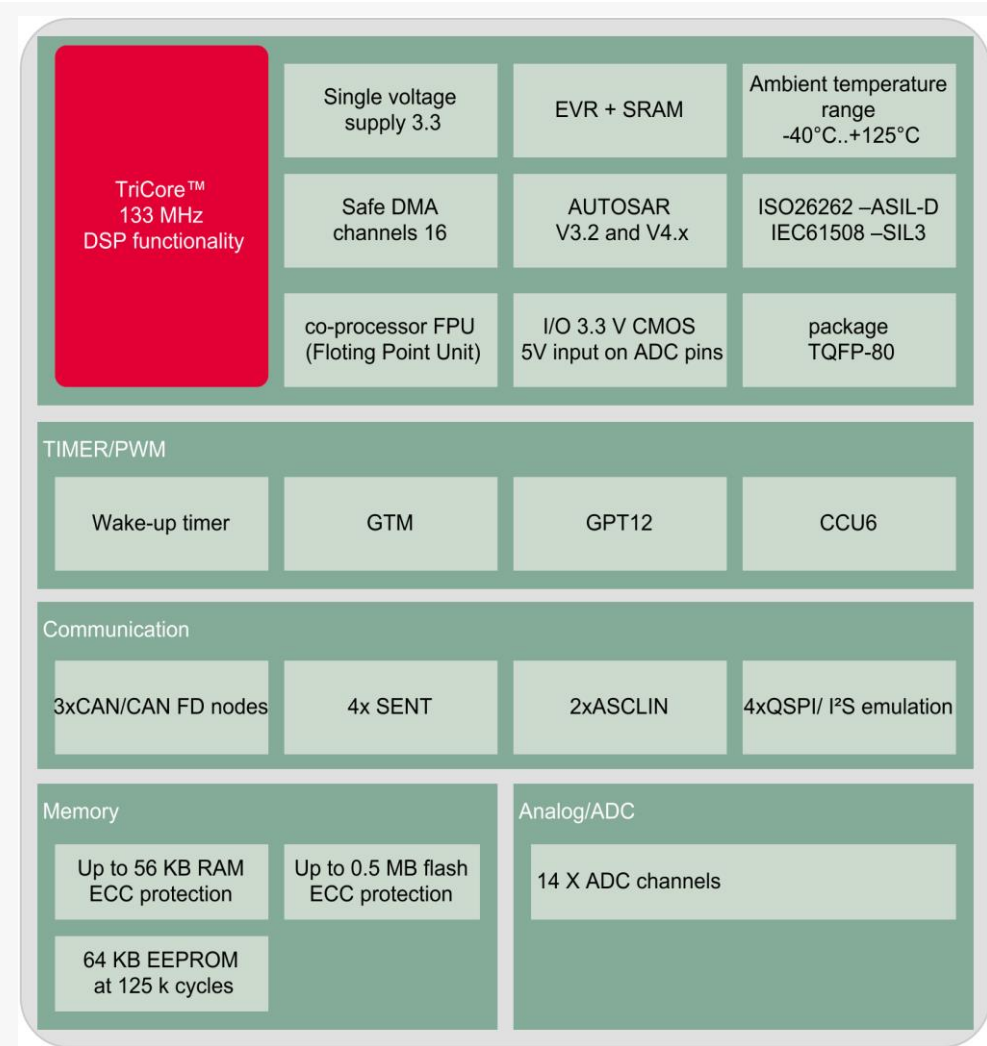 TriCore™
133 MHz
DSP functionality
Single voltage
supply 3.3
EVR + SRAM
Ambient temperature
range
-40°C..+125°C
Safe DMA
channels 16
AUTOSAR
V3.2 and V4.x
ISO26262 –ASIL-D
IEC61508 –SIL3
co-processor FPU
(Floting Point Unit)
I/O 3.3 V CMOS
5V input on ADC pins
package
TQFP-80
TIMER/PWM
Wake-up timer
GTM
GPT12
CCU6
Communication
3xCAN/CAN FD nodes
4x SENT
2xASCLIN
4xQSPI/ I²S emulation
Memory
Up to 56 KB RAM
ECC protection
Up to 0.5 MB flash
ECC protection
64 KB EEPROM
at 125 k cycles
Analog/ADC
14 X ADC channels